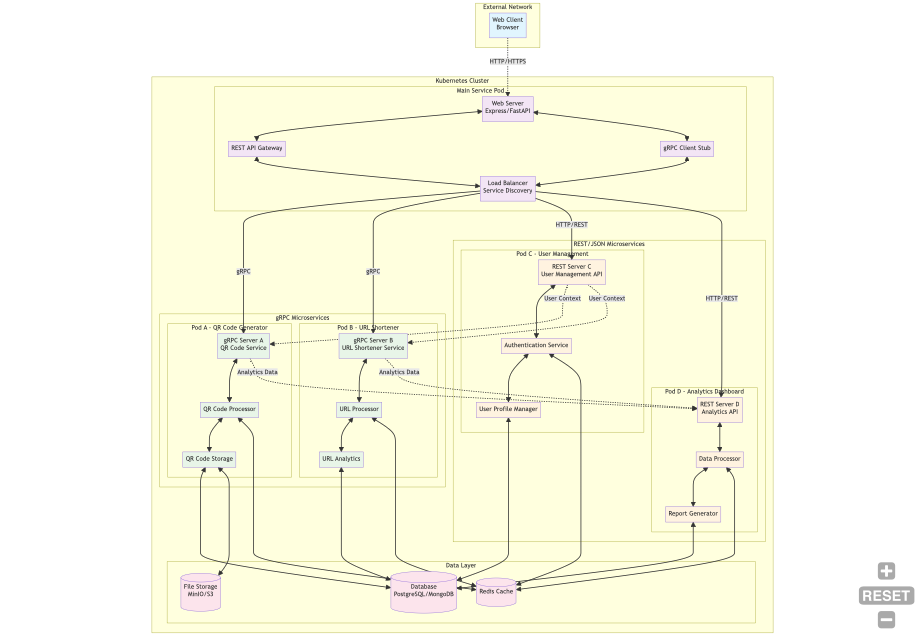 External Network
Web Client
Browser
HTTP/HTTPS
Kubernetes Cluster
Main Service Pod
Web Server
Express/FastAPI
REST API Gateway
gRPC Client Stub
Load Balancer
Service Discovery
HTTP/REST
REST/JSON Microservices
Pod C - User Management
REST Server C
User Management API
gRPC
gRPC
User Context
User Context
HTTP/REST
gRPC Microservices
Pod A - QR Code Generator
Pod B - URL Shortener
gRPC Server A
QR Code Service
gRPC Server B
URL Shortener Service
Authentication Service
Analytics Data
Analytics Data
Pod D - Analytics Dashboard
QR Code Processor
URL Processor
User Profile Manager
REST Server D
Analytics API
QR Code Storage
URL Analytics
Data Processor
Report Generator
Data Layer
File Storage
MinIO/S3
Database
PostgreSQL/MongoDB
Redis Cache
RESET